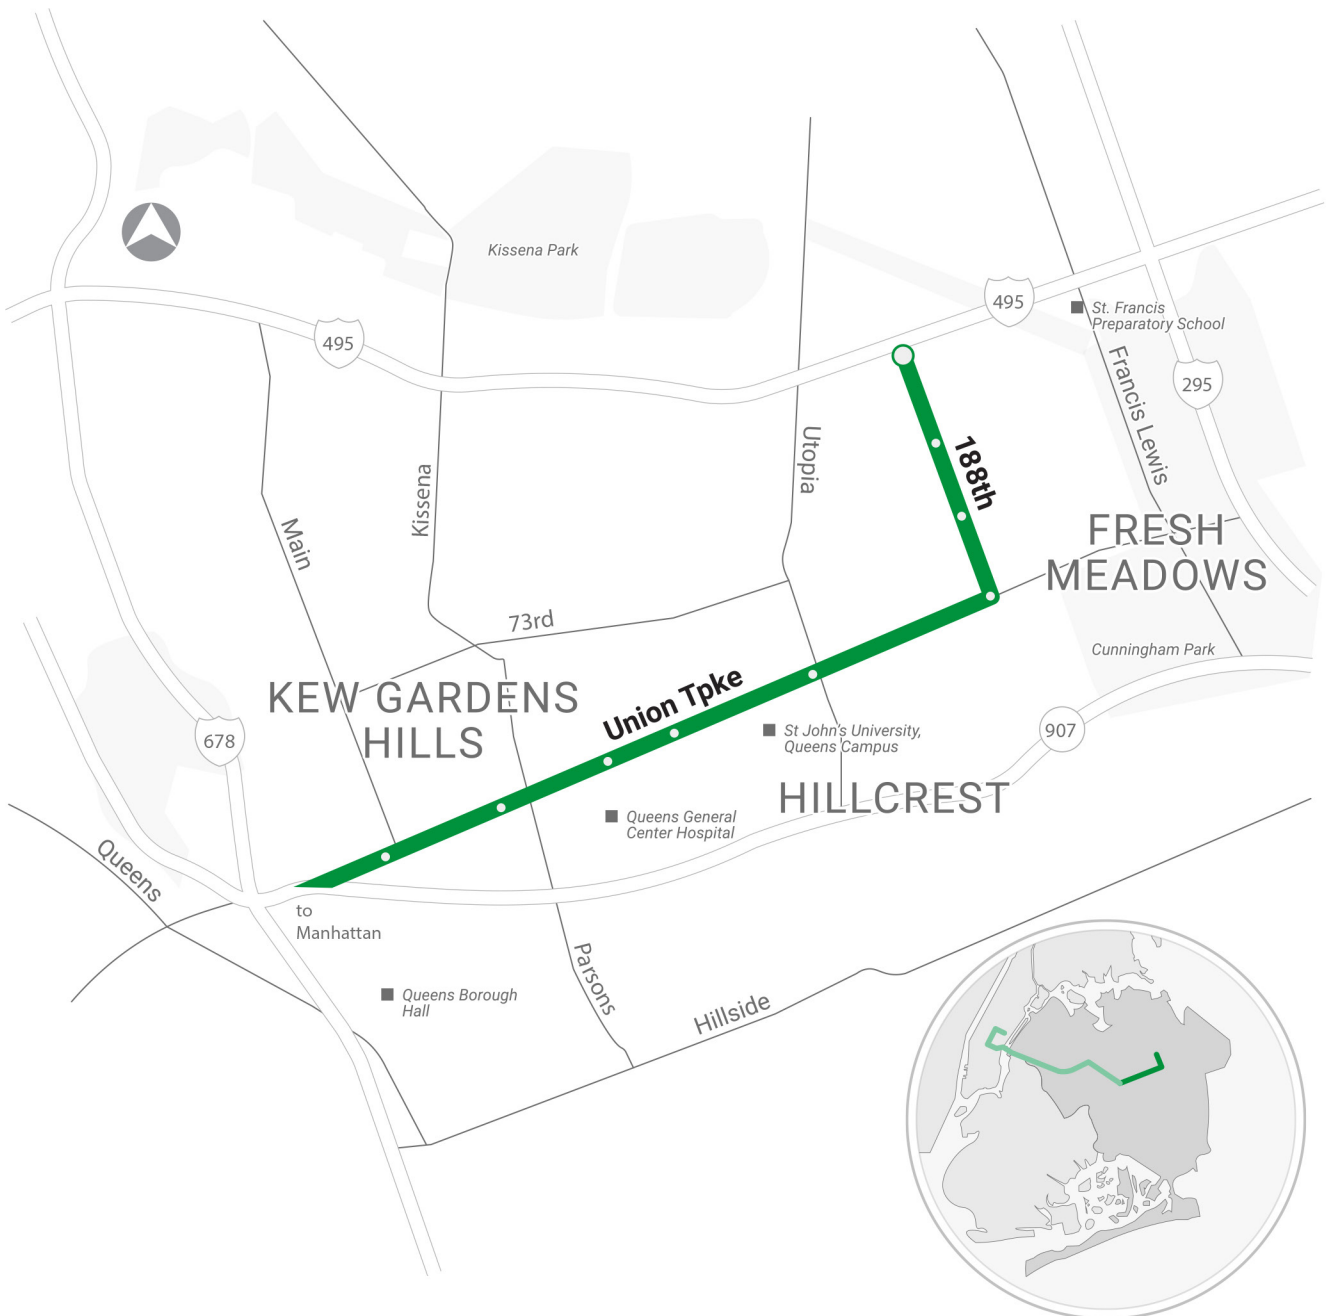 Kissena Park
495
St. Francis
Preparatory School
495
295
Francis Lewis
Utopia
188th
Kissena
Main
FRESH
MEADOWS
73rd
Cunningham Park
KEW GARDENS
HILLS
Union Tpke
678
St John's University,
Queens Campus
907
HILLCREST
Queens General
Center Hospital
Queens
to
Manhattan
Parsons
Queens Borough
Hall
Hillside